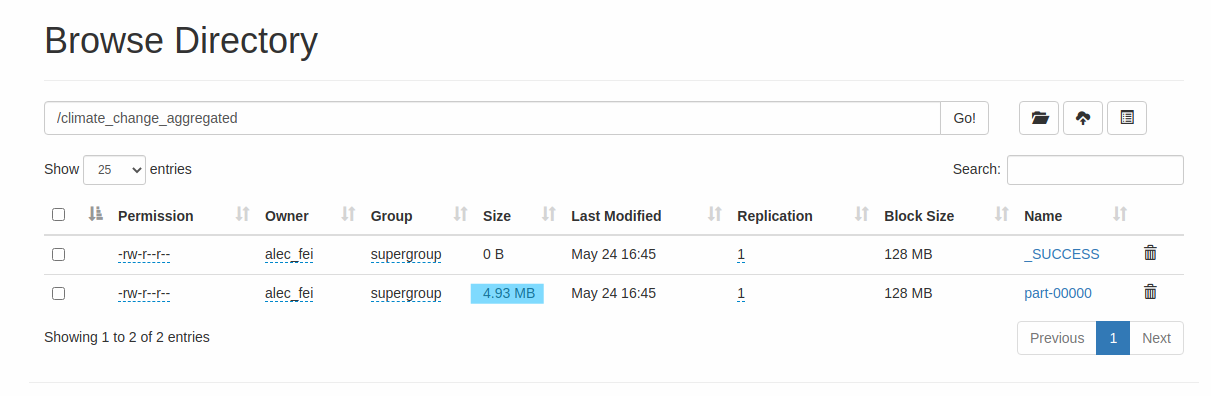 Browse Directory
/climate_change_aggregated Go!
Show 25 entries Search:
Permission Owner Group Size Last Modified Replication Block Size Name
-rw-r--r-- alec_fei supergroup 0 B May 24 16:45 1 128 MB _SUCCESS
-rw-r--r-- alec_fei supergroup 4.93 MB May 24 16:45 1 128 MB part-00000
Showing 1 to 2 of 2 entries Previous 1 Next